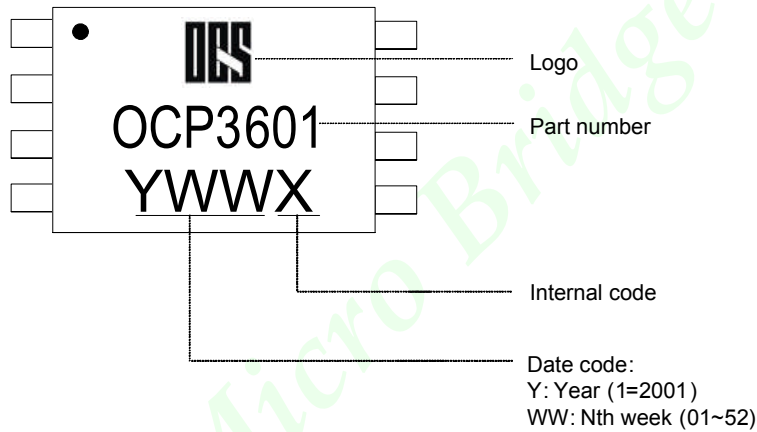 OCS
Logo
OCP3601
Part number
YWWX
Internal code
Date code:
Y: Year (1=2001)
WW: Nth week (01~52)
Micro Bridge